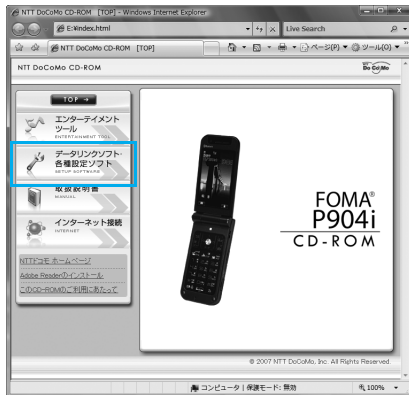 NTT DoCoMo CD-ROM [TOP] - Windows Internet Explorer
E:¥index.html
Live Search
NTT DoCoMo CD-ROM [TOP]
ページ(P)
ツール(O)
NTT DoCoMo CD-ROM
DoCoMo
TOP →
エンターテイメント
ツール
ENTERTAINMENT TOOL
データリンクソフト・
各種設定ソフト
SETUP SOFTWARE
取扱説明書
MANUAL
インターネット接続
INTERNET
NTTドコモ ホームページ
Adobe Readerのインストール
このCD-ROMのご利用にあたって
FOMA®
P904i
CD-ROM
© 2007 NTT DoCoMo, Inc. All Rights Reserved.
コンピュータ | 保護モード: 無効
100%